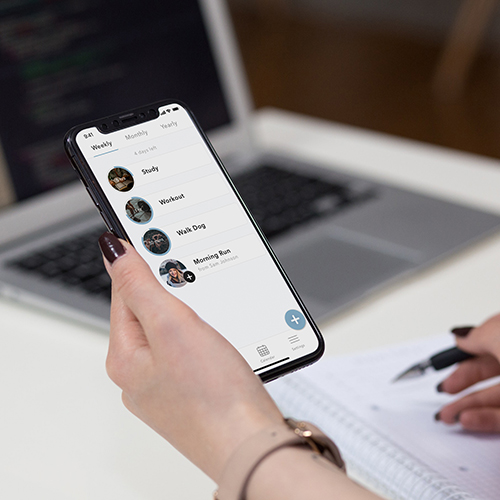 9:41
Weekly Monthly Yearly
4 days left
Study
Workout
Walk Dog
Morning Run
from Sam Johnson
Calendar Settings